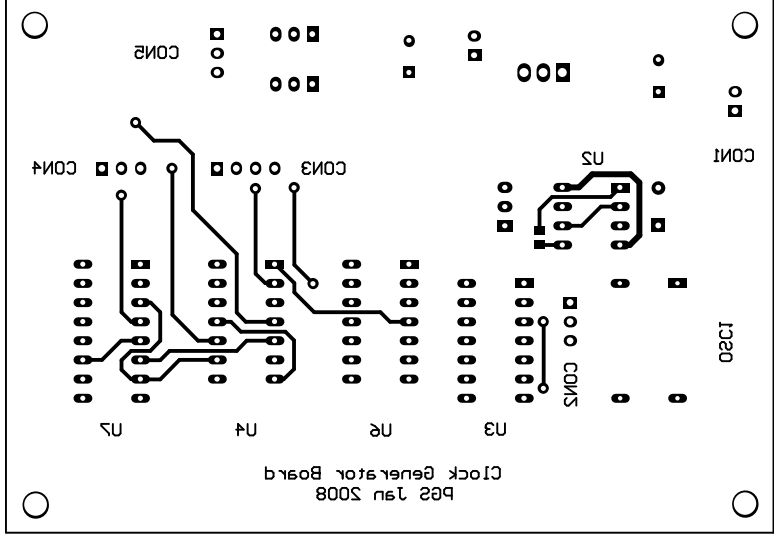 CON5
CON4
CON3
U2
CON1
OSC1
CON2
U7
U4
U6
U3
Clock Generator Board
PGS Jan 2008